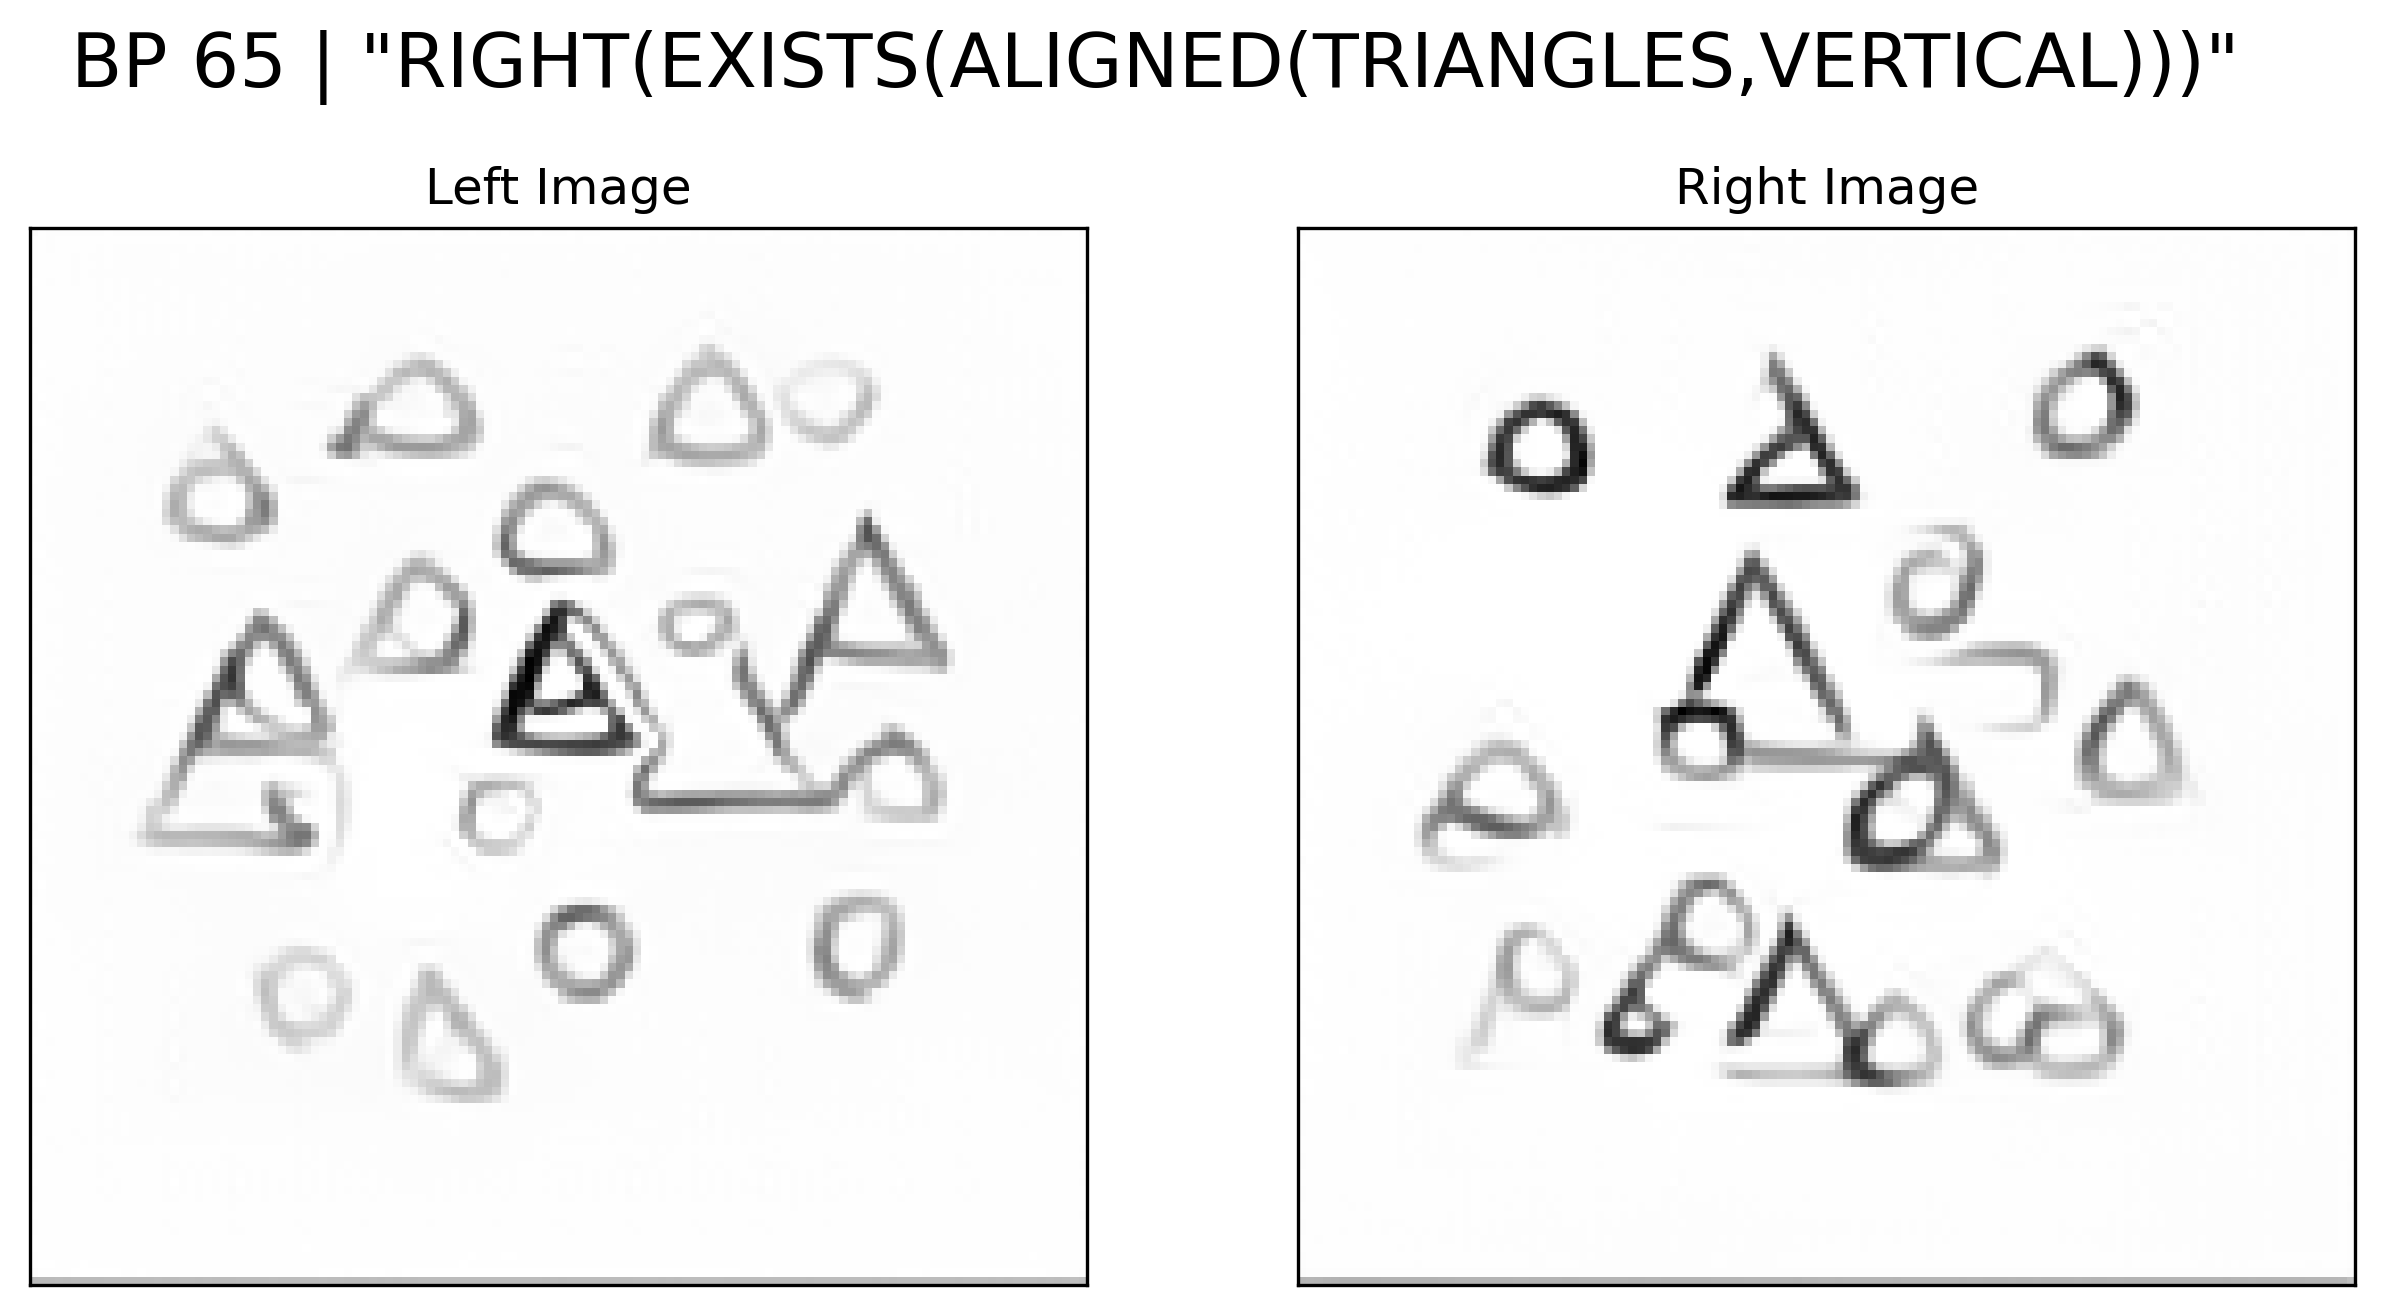 BP 65 | "RIGHT(EXISTS(ALIGNED(TRIANGLES,VERTICAL)))"
Left Image
Right Image